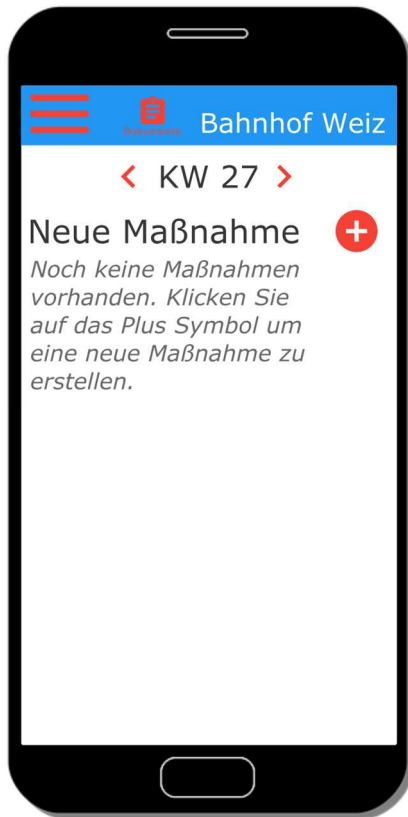 Bahnhof Weiz
KW 27
Neue Maßnahme
Noch keine Maßnahmen
vorhanden. Klicken Sie
auf das Plus Symbol um
eine neue Maßnahme zu
erstellen.